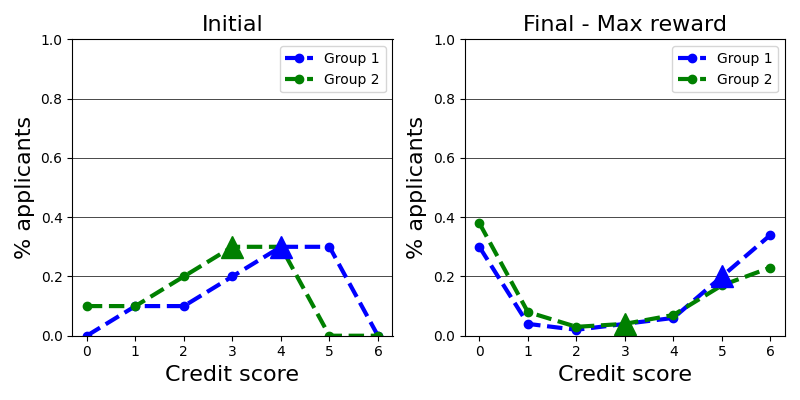 Initial
Group 1
Group 2
1.0
0.8
0.6
0.4
0.2
0.0
% applicants
0 1 2 3 4 5 6
Credit score
Final - Max reward
Group 1
Group 2
1.0
0.8
0.6
0.4
0.2
0.0
% applicants
0 1 2 3 4 5 6
Credit score